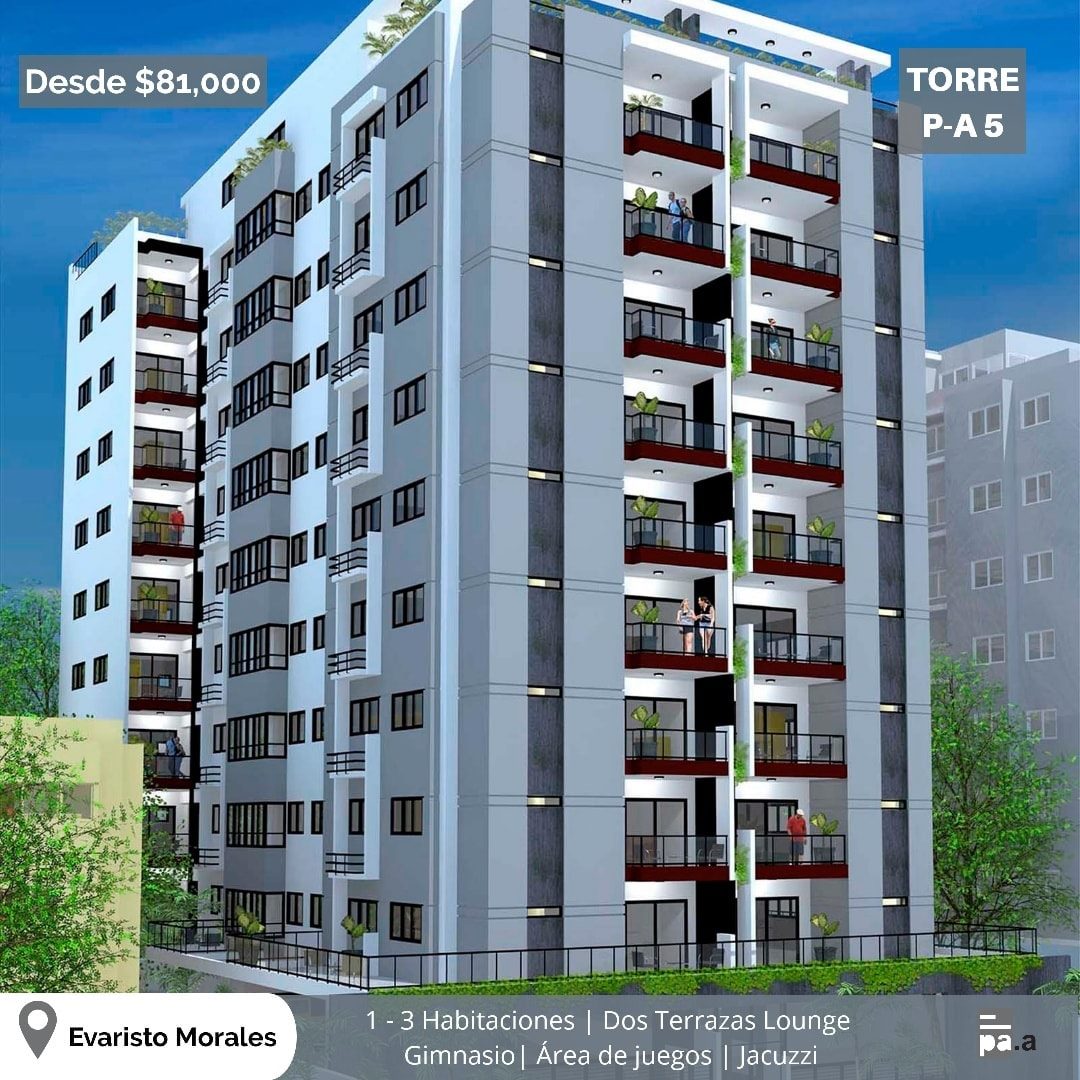 Desde $81,000
TORRE
P-A 5
Evaristo Morales
1 - 3 Habitaciones | Dos Terrazas Lounge
Gimnasio| Área de juegos | Jacuzzi
pa.a